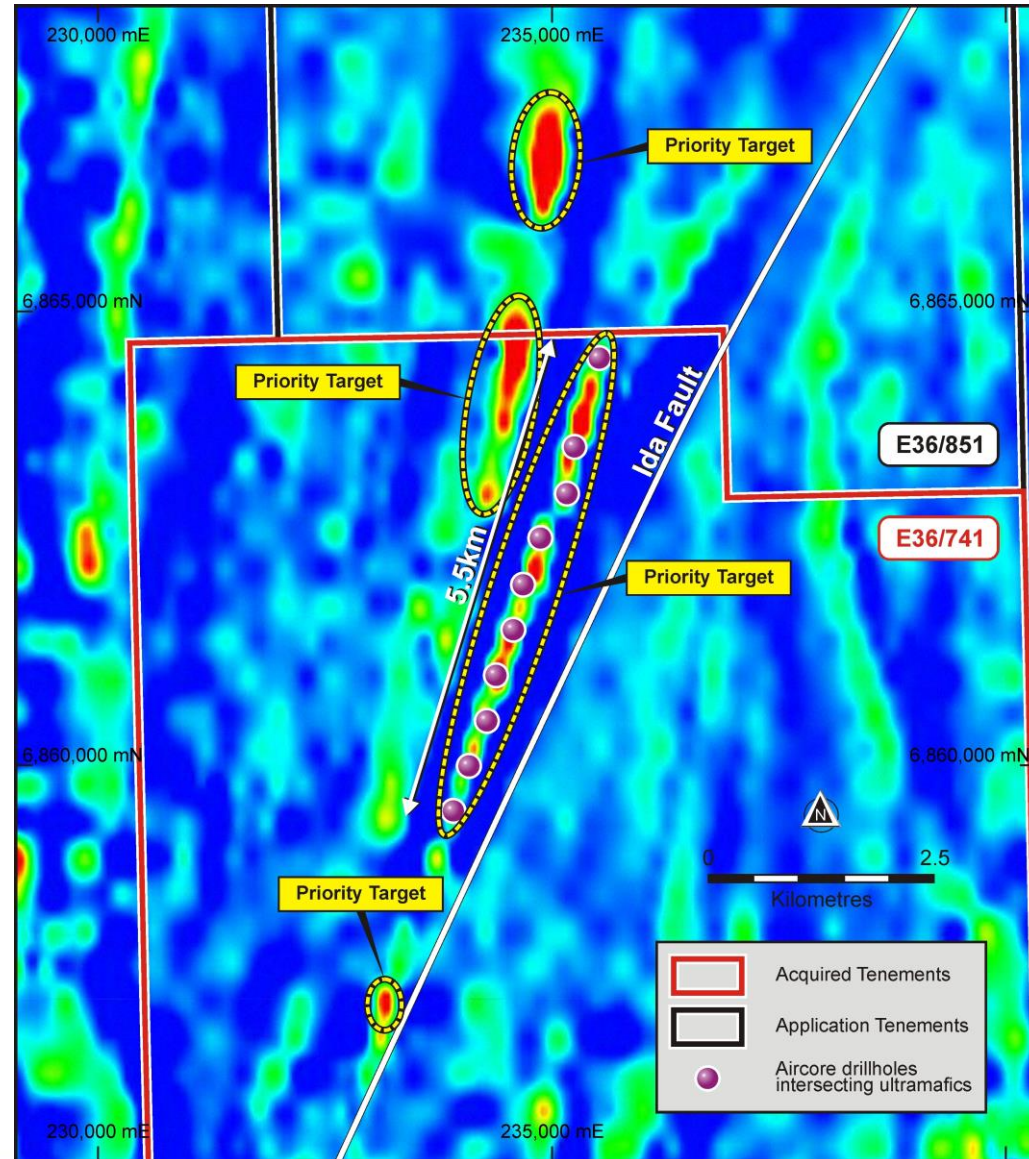 230,000 mE
235,000 mE
Priority Target
6,865,000 mN
6,865,000 mN
Priority Target
Ida Fault
E36/851
E36/741
5.5km
Priority Target
6,860,000 mN
6,860,000 mN
N
0
2.5
Kilometres
Priority Target
Acquired Tenements
Application Tenements
Aircore drillholes
intersecting ultramafics
230,000 mE
235,000 mE